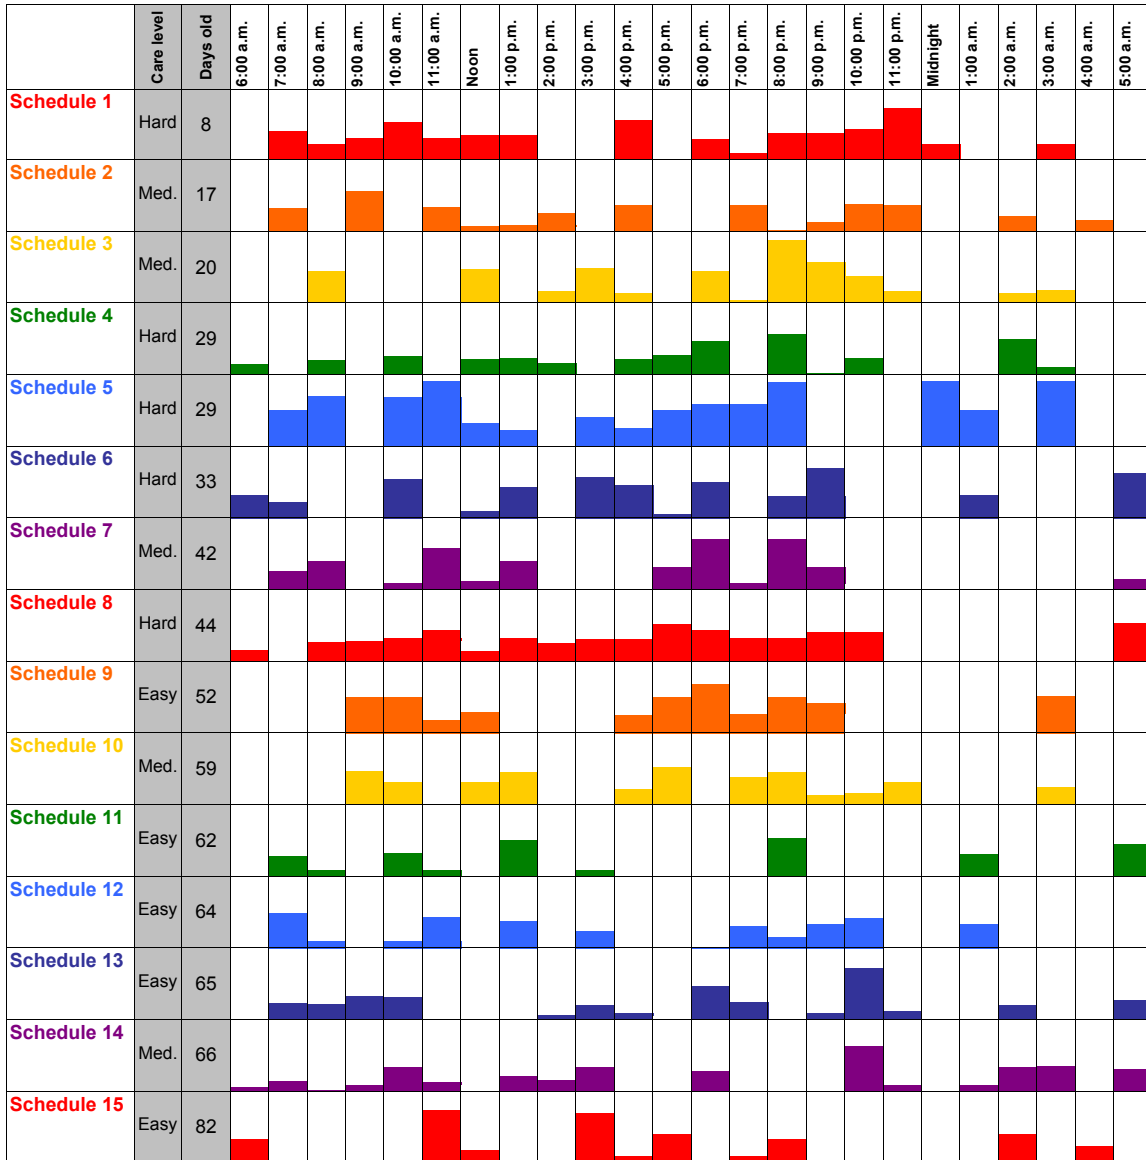 Care level
Days old
6:00 a.m.
7:00 a.m.
8:00 a.m.
9:00 a.m.
10:00 a.m.
11:00 a.m.
Noon
1:00 p.m.
2:00 p.m.
3:00 p.m.
4:00 p.m.
5:00 p.m.
6:00 p.m.
7:00 p.m.
8:00 p.m.
9:00 p.m.
10:00 p.m.
11:00 p.m.
Midnight
1:00 a.m.
2:00 a.m.
3:00 a.m.
4:00 a.m.
5:00 a.m.
Schedule 1 Hard 8
Schedule 2 Med. 17
Schedule 3 Med. 20
Schedule 4 Hard 29
Schedule 5 Hard 29
Schedule 6 Hard 33
Schedule 7 Med. 42
Schedule 8 Hard 44
Schedule 9 Easy 52
Schedule 10 Med. 59
Schedule 11 Easy 62
Schedule 12 Easy 64
Schedule 13 Easy 65
Schedule 14 Med. 66
Schedule 15 Easy 82